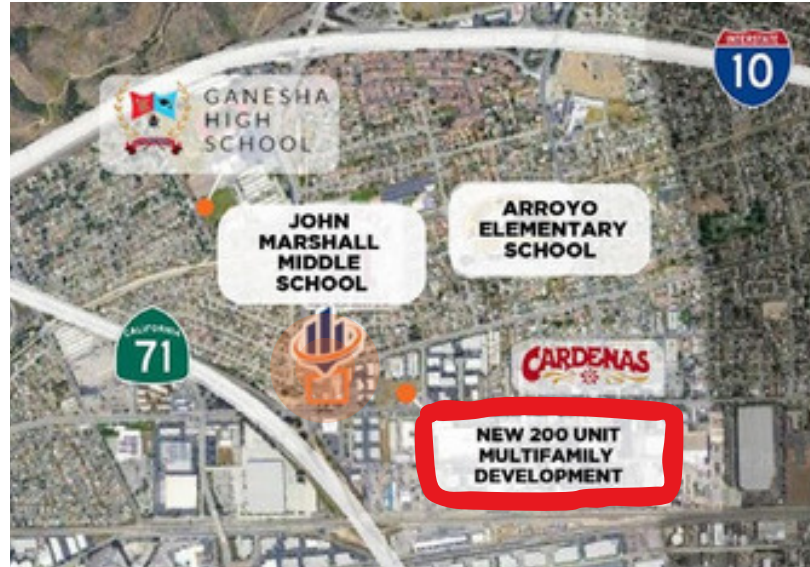 INTERSTATE
10
GANESHA
HIGH
SCHOOL
JOHN
MARSHALL
MIDDLE
SCHOOL
ARROYO
ELEMENTARY
SCHOOL
CALIFORNIA
71
CARDENAS
NEW 200 UNIT
MULTIFAMILY
DEVELOPMENT